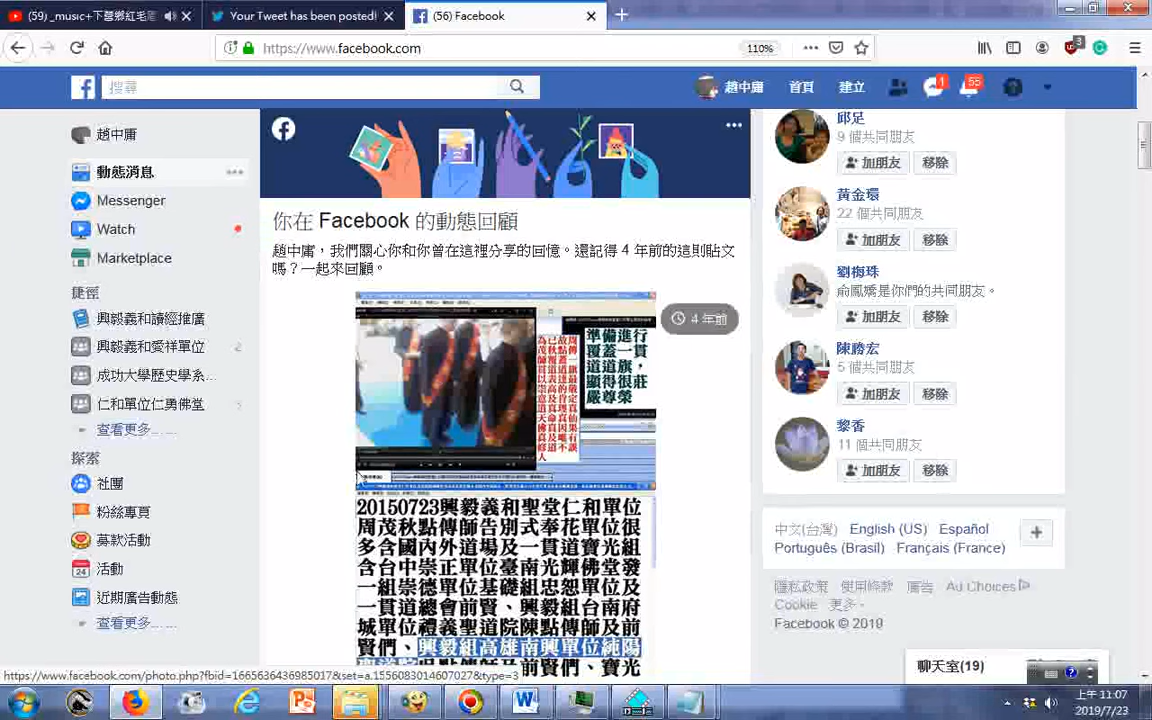 (59) _music+下營鄉紅毛
Your Tweet has been posted!
(56) Facebook
https://www.facebook.com
110%
3
搜尋
趙中庸
首頁
建立
1
55
趙中庸
動態消息
Messenger
Watch
Marketplace
捷徑
興毅義和讀經推廣
興毅義和愛祥單位
2
成功大學歷史學系...
仁和單位仁勇佛堂
查看更多……
探索
社團
粉絲專頁
募款活動
24
活動
近期廣告動態
查看更多……
你在 Facebook 的動態回顧
趙中庸，我們關心你和你曾在這裡分享的回憶。還記得 4 年前的這則貼文
嗎？一起來回顧。
4 年前
準備進行
覆蓋一貫
道道旗，
顯得很莊
嚴尊榮
20150723興毅義和聖堂仁和單位
周茂秋點傳師告別式奉花單位很
多含國內外道場及一貫道寶光組
含台中崇正單位臺南光輝佛堂發
一組崇德單位基礎組忠恕單位及
一貫道總會前賢、興毅組台南府
城單位禮義聖道院陳點傳師及前
賢們、興毅組高雄南興單位純陽
聖道院吳點傳師及前賢們、寶光
邱足
9 個共同朋友
加朋友
移除
黃金環
22 個共同朋友
加朋友
移除
劉梅珠
俞鳳嬌是你們的共同朋友。
加朋友
移除
陳勝宏
5 個共同朋友
加朋友
移除
黎香
11 個共同朋友
加朋友
移除
中文(台灣) English (US) Español
Português (Brasil) Français (France)
隱私政策 使用條款 廣告 Ad Choices
Cookie 更多
Facebook © 2019
聊天室(19)
https://www.facebook.com/photo.php?fbid=1665636436985017&set=a.1556083014607027&type=3
上午 11:07
2019/7/23